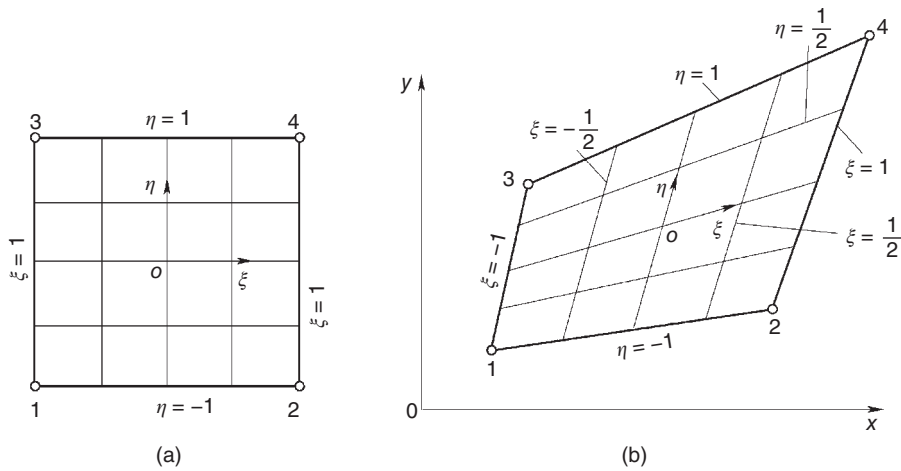 3
η = 1
4
η
ξ = 1
o
ξ
ξ = 1
1
η = −1
2
(a)
y
η = 1
η = 1/2
4
ξ = −1/2
3
η
ξ = 1
ξ = −1
o
ξ
ξ = 1/2
2
1
η = −1
0
x
(b)